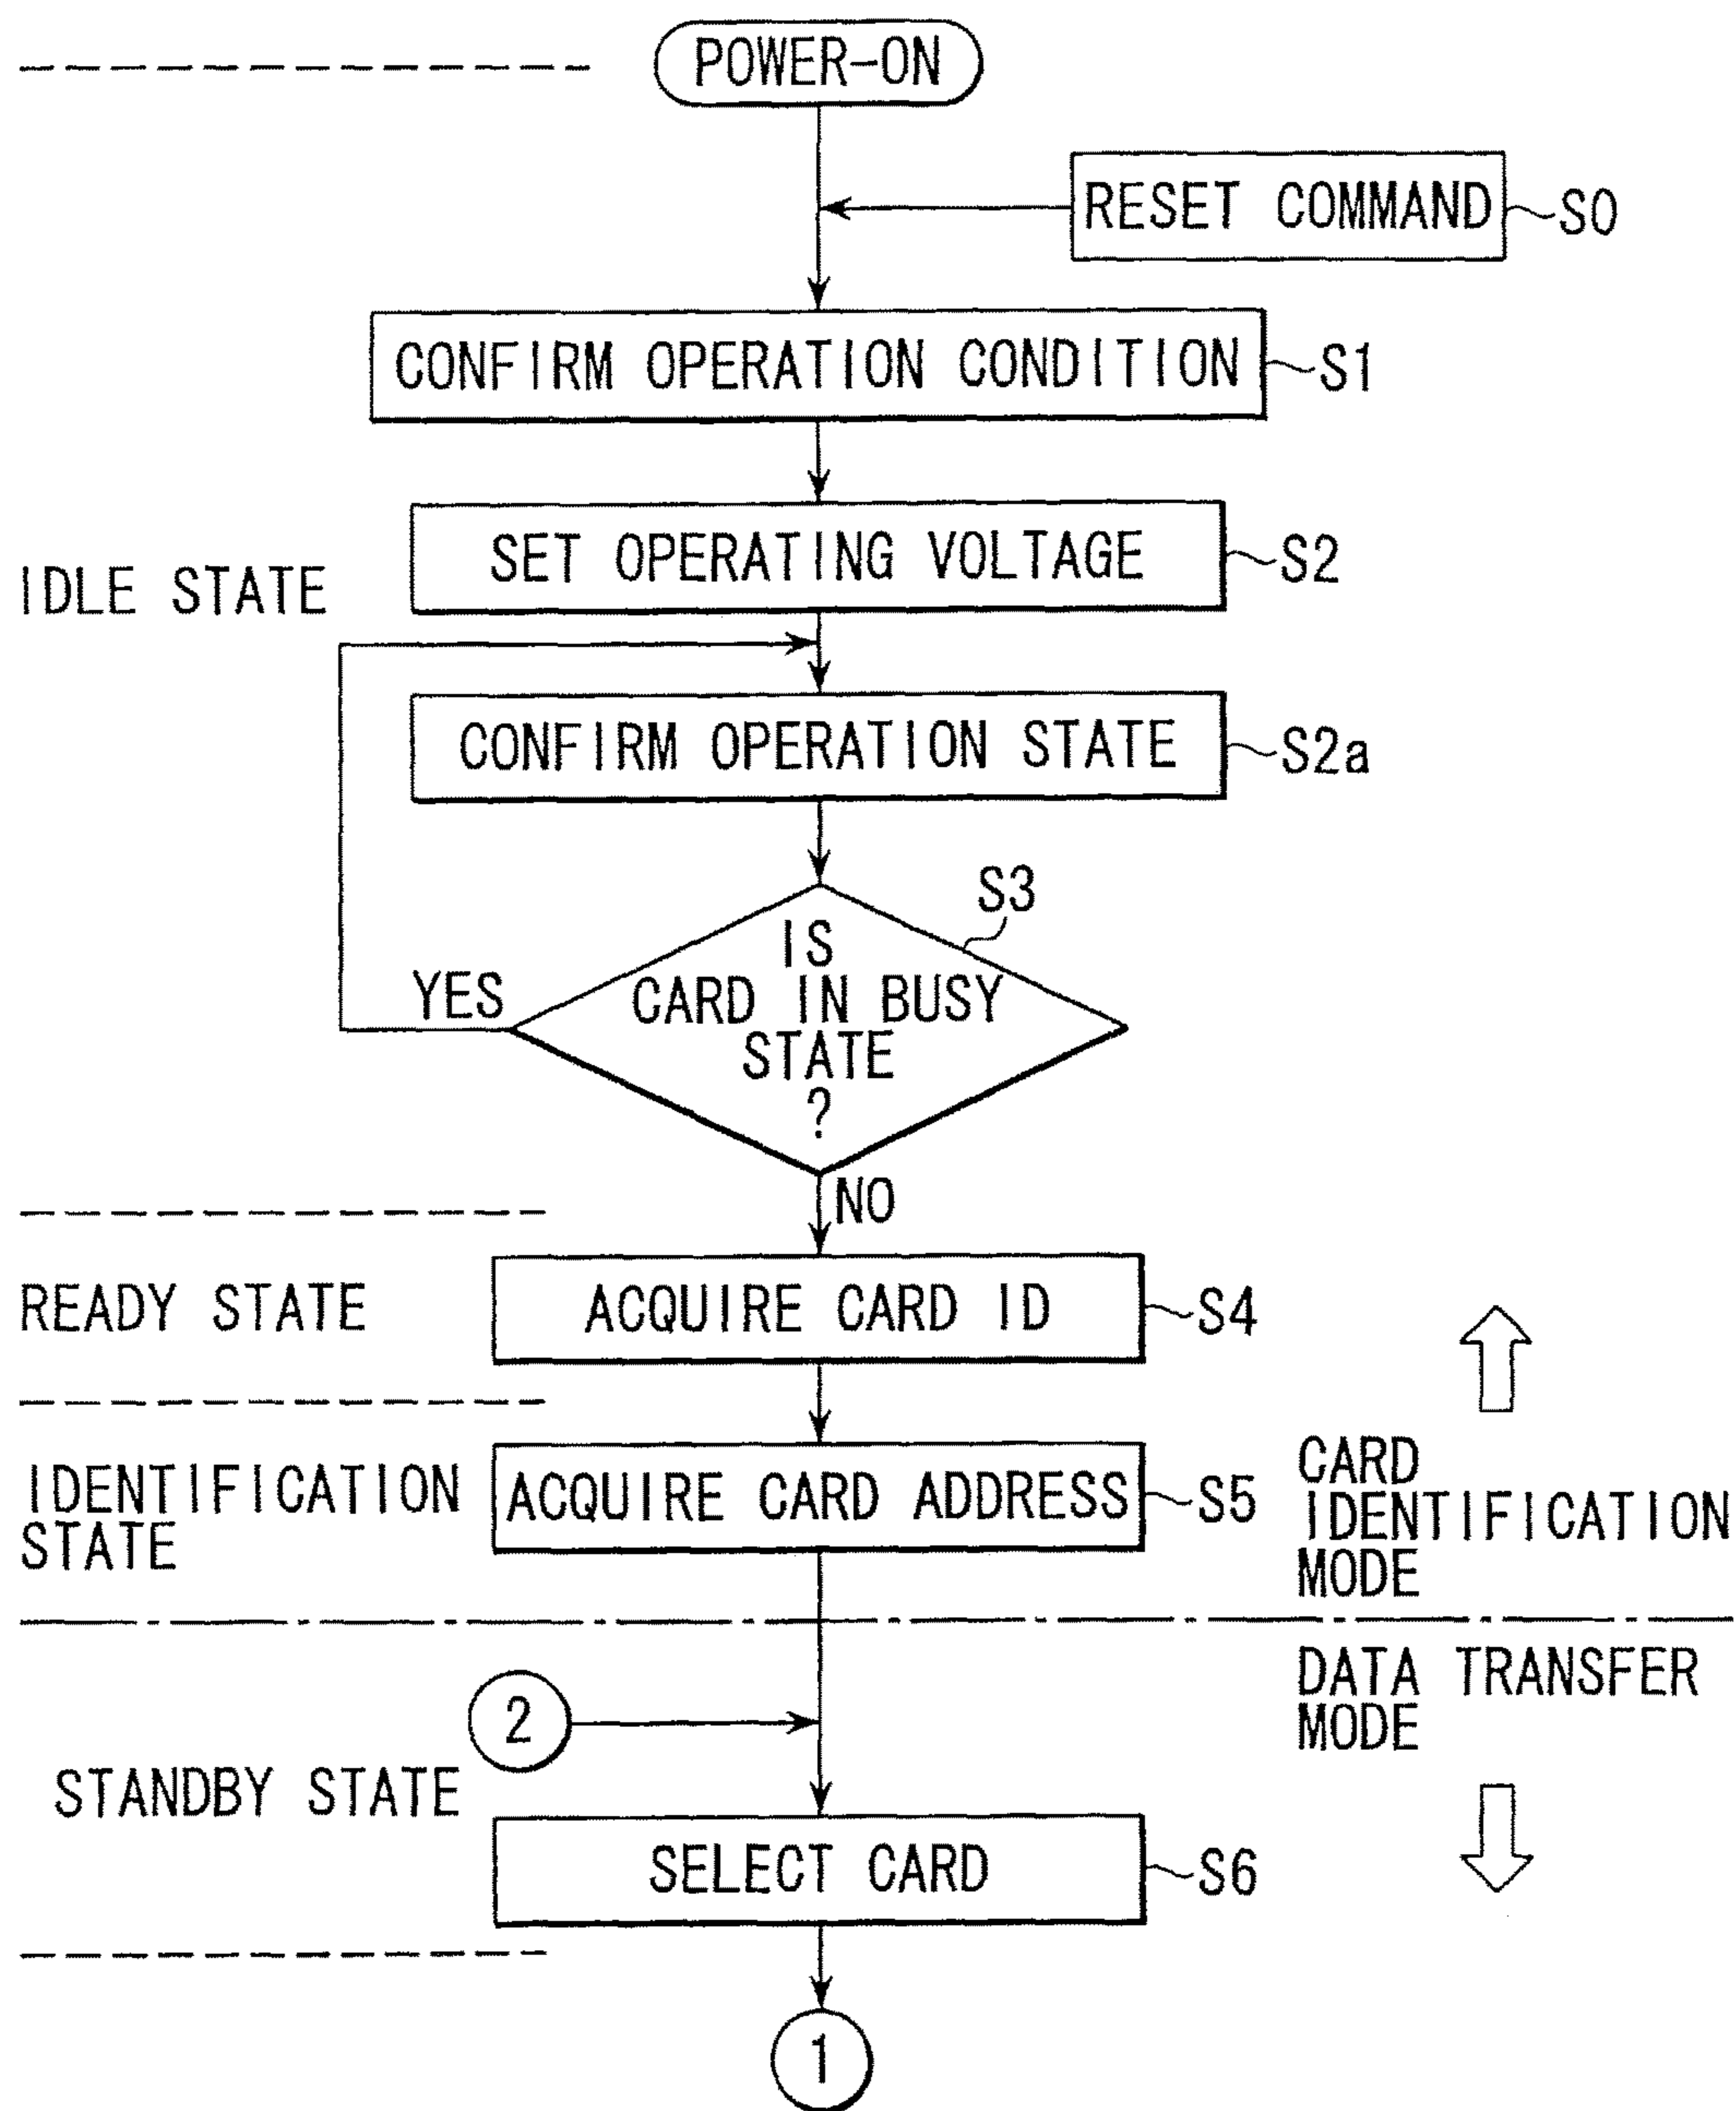 POWER-ON
RESET COMMAND
S0
CONFIRM OPERATION CONDITION
S1
IDLE STATE
SET OPERATING VOLTAGE
S2
CONFIRM OPERATION STATE
S2a
S3
IS
CARD IN BUSY
STATE
?
YES
NO
READY STATE
ACQUIRE CARD ID
S4
IDENTIFICATION
STATE
ACQUIRE CARD ADDRESS
S5
CARD
IDENTIFICATION
MODE
DATA TRANSFER
MODE
2
STANDBY STATE
SELECT CARD
S6
1